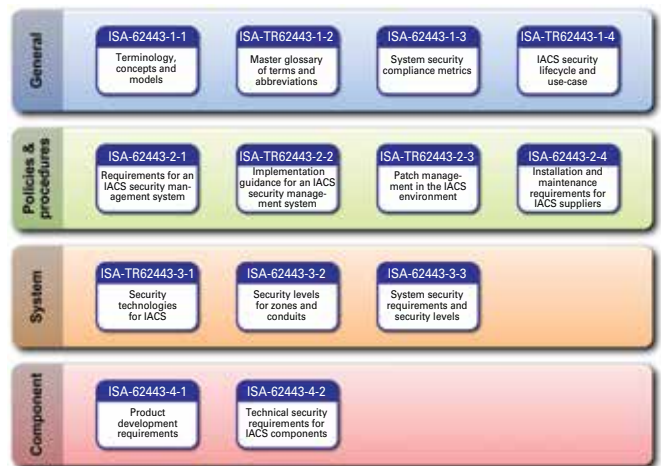 General
ISA-62443-1-1
Terminology,
concepts and
models
ISA-TR62443-1-2
Master glossary
of terms and
abbreviations
ISA-62443-1-3
System security
compliance metrics
ISA-TR62443-1-4
IACS security
lifecycle and
use-case
Policies &
procedures
ISA-62443-2-1
Requirements for an
IACS security man-
agement system
ISA-TR62443-2-2
Implementation
guidance for an IACS
security manage-
ment system
ISA-TR62443-2-3
Patch manage-
ment in the IACS
environment
ISA-62443-2-4
Installation and
maintenance
requirements for
IACS suppliers
System
ISA-TR62443-3-1
Security
technologies
for IACS
ISA-62443-3-2
Security levels
for zones and
conduits
ISA-62443-3-3
System security
requirements and
security levels
Component
ISA-62443-4-1
Product
development
requirements
ISA-62443-4-2
Technical security
requirements for
IACS components